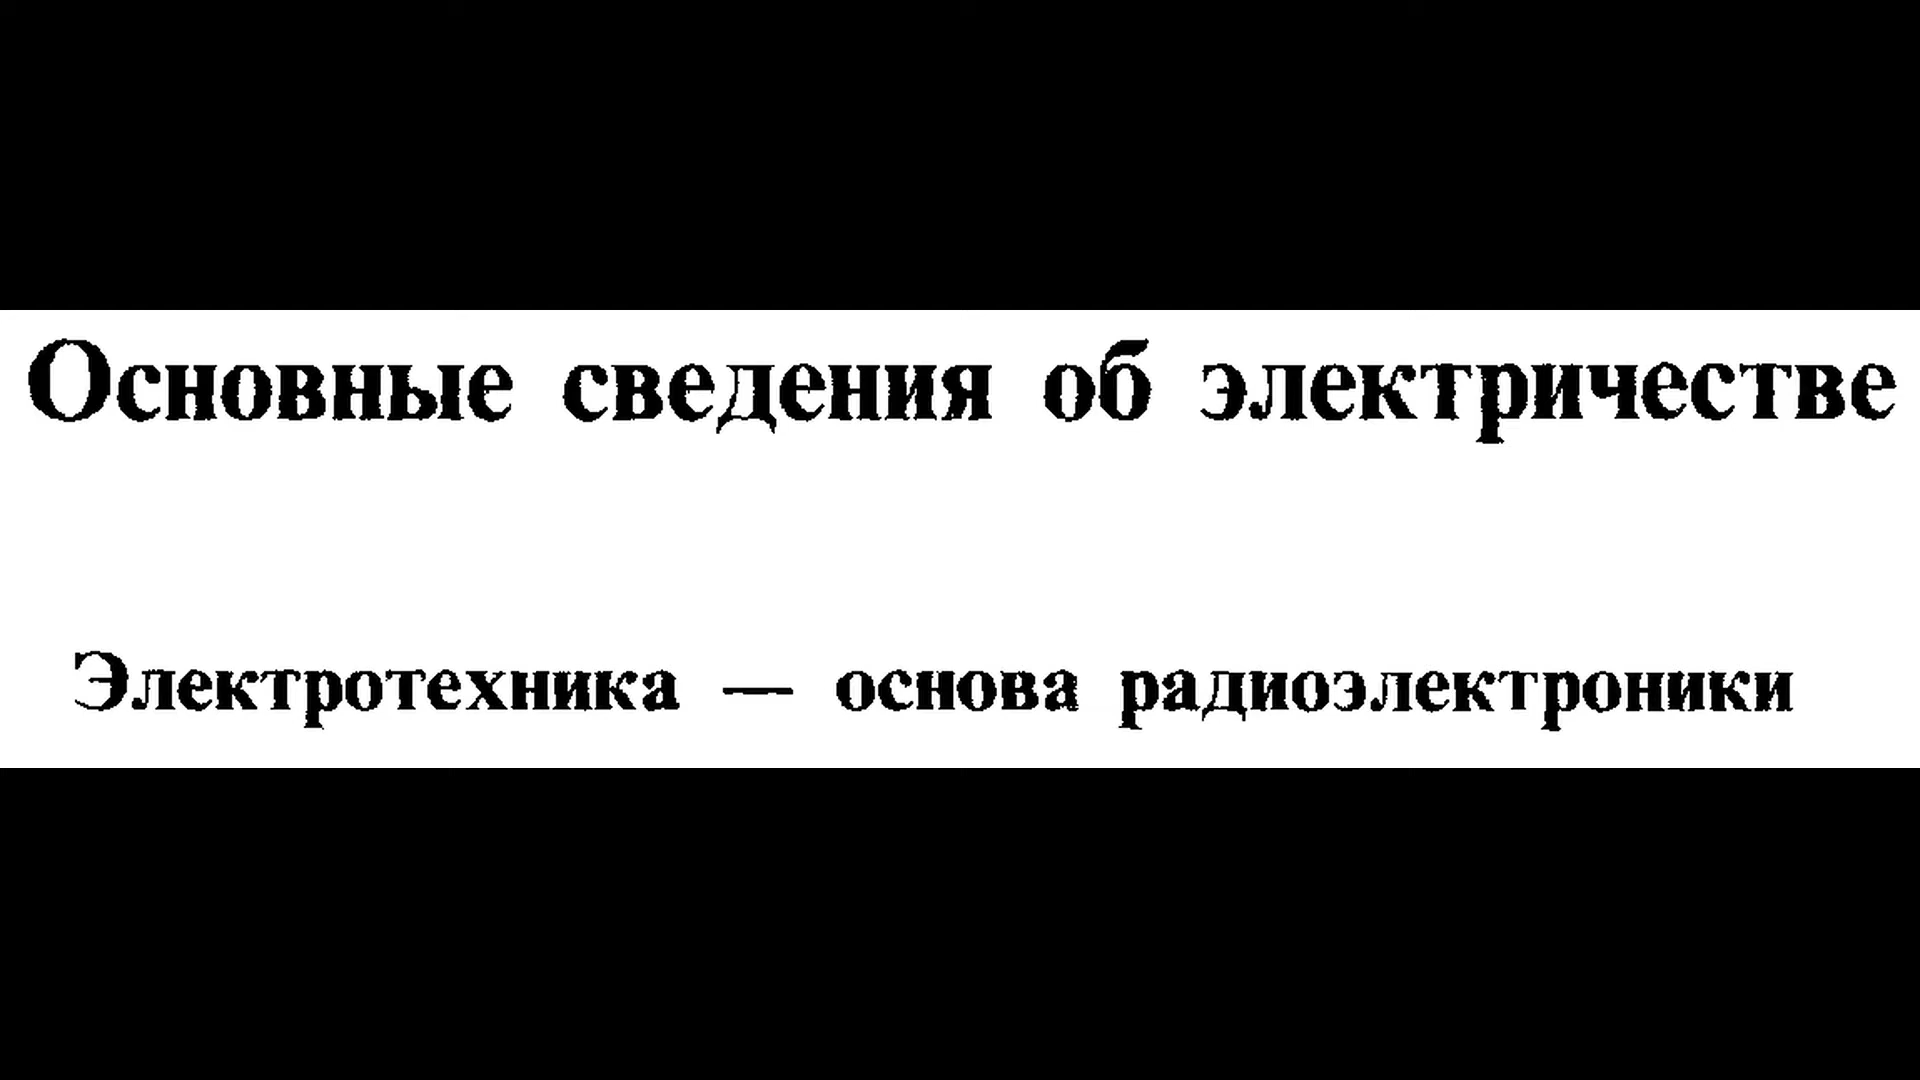 Основные сведения об электричестве
Электротехника — основа радиоэлектроники